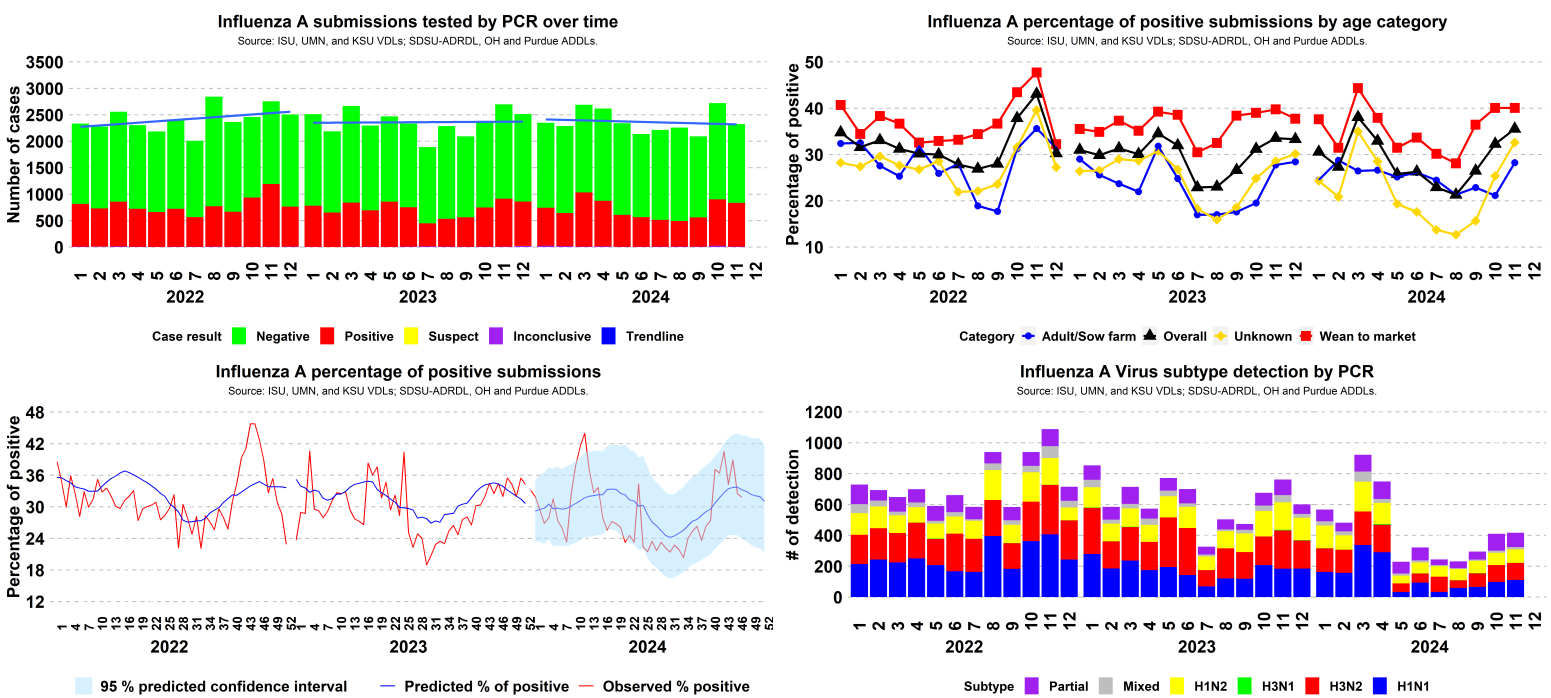 Influenza A submissions tested by PCR over time
Source: ISU, UMN, and KSU VDLs; SDSU-ADRDL, OH and Purdue ADDLs.
Number of cases
3500
3000
2500
2000
1500
1000
500
0
1 2 3 4 5 6 7 8 9 10 11 12 1 2 3 4 5 6 7 8 9 10 11 12 1 2 3 4 5 6 7 8 9 10 11 12
2022 2023 2024
Case result Negative Positive Suspect Inconclusive Trendline
Influenza A percentage of positive submissions by age category
Source: ISU, UMN, and KSU VDLs; SDSU-ADRDL, OH and Purdue ADDLs.
Percentage of positive
50
40
30
20
10
1 2 3 4 5 6 7 8 9 10 11 12 1 2 3 4 5 6 7 8 9 10 11 12 1 2 3 4 5 6 7 8 9 10 11 12
2022 2023 2024
Category Adult/Sow farm Overall Unknown Wean to market
Influenza A percentage of positive submissions
Source: ISU, UMN, and KSU VDLs; SDSU-ADRDL, OH and Purdue ADDLs.
Percentage of positive
48
42
36
30
24
18
12
1 4 7 10 13 16 19 22 25 28 31 34 37 40 43 46 49 52 1 4 7 10 13 16 19 22 25 28 31 34 37 40 43 46 49 52 1 4 7 10 13 16 19 22 25 28 31 34 37 40 43 46 49 52
2022 2023 2024
95 % predicted confidence interval Predicted % of positive Observed % positive
Influenza A Virus subtype detection by PCR
Source: ISU, UMN, and KSU VDLs; SDSU-ADRDL, OH and Purdue ADDLs.
# of detection
1200
1000
800
600
400
200
0
1 2 3 4 5 6 7 8 9 10 11 12 1 2 3 4 5 6 7 8 9 10 11 12 1 2 3 4 5 6 7 8 9 10 11 12
2022 2023 2024
Subtype Partial Mixed H1N2 H3N1 H3N2 H1N1